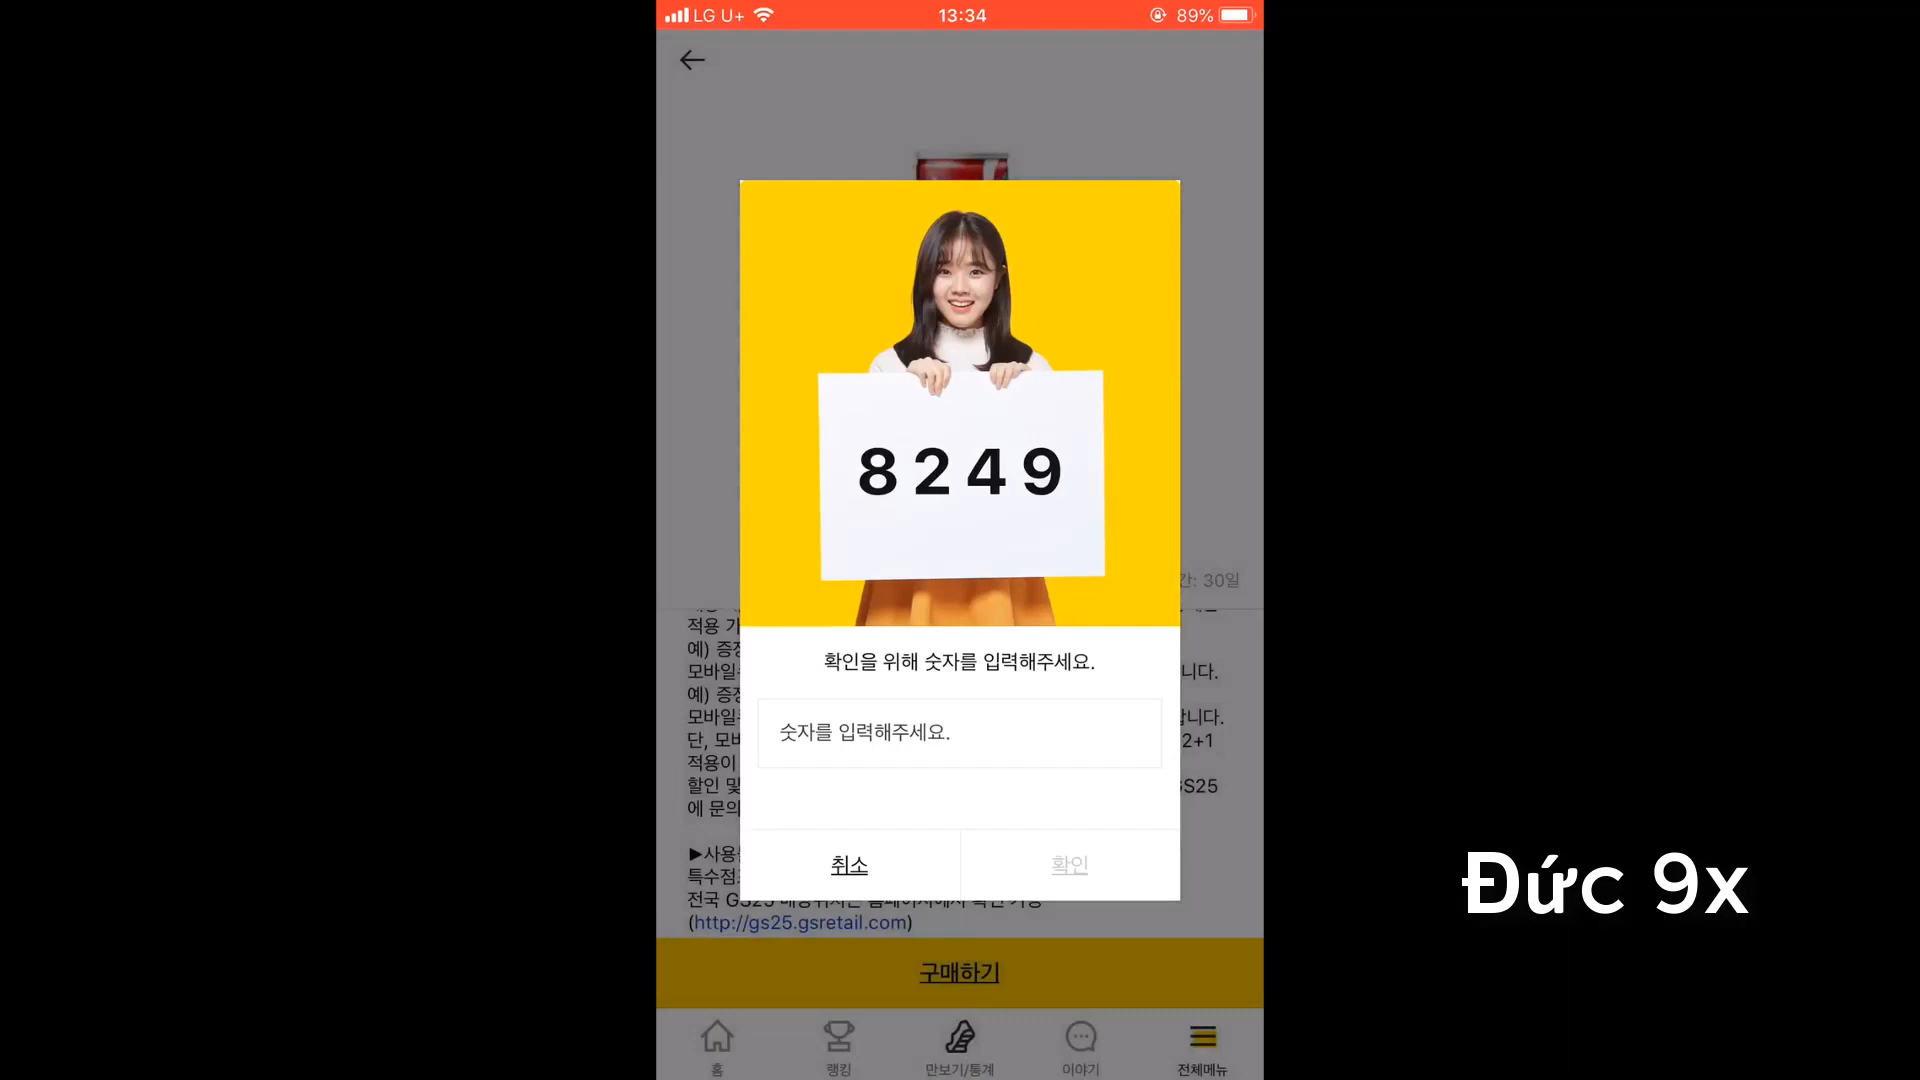 LG U+ 13:34 89%
8249
간: 30일
확인을 위해 숫자를 입력해주세요.
숫자를 입력해주세요.
취소 확인
적용 가
예)
모바일 니다.
예)
모바일 니다.
단, 모바 2+1
적용이
할인 및 GS25
에 문의
▶사용
특수점
전국 GS25
(http://gs25.gsretail.com)
구매하기
홈 랭킹 만보기/통계 이야기 전체메뉴
Đức 9x